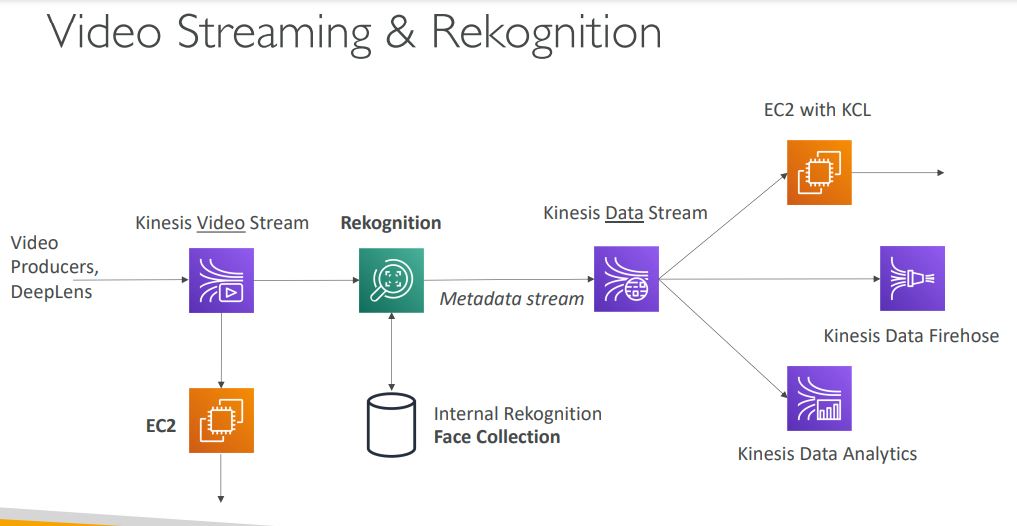 Video Streaming & Rekognition
EC2 with KCL
Kinesis Video Stream
Rekognition
Kinesis Data Stream
Video
Producers,
DeepLens
Metadata stream
Kinesis Data Firehose
EC2
Internal Rekognition
Face Collection
Kinesis Data Analytics